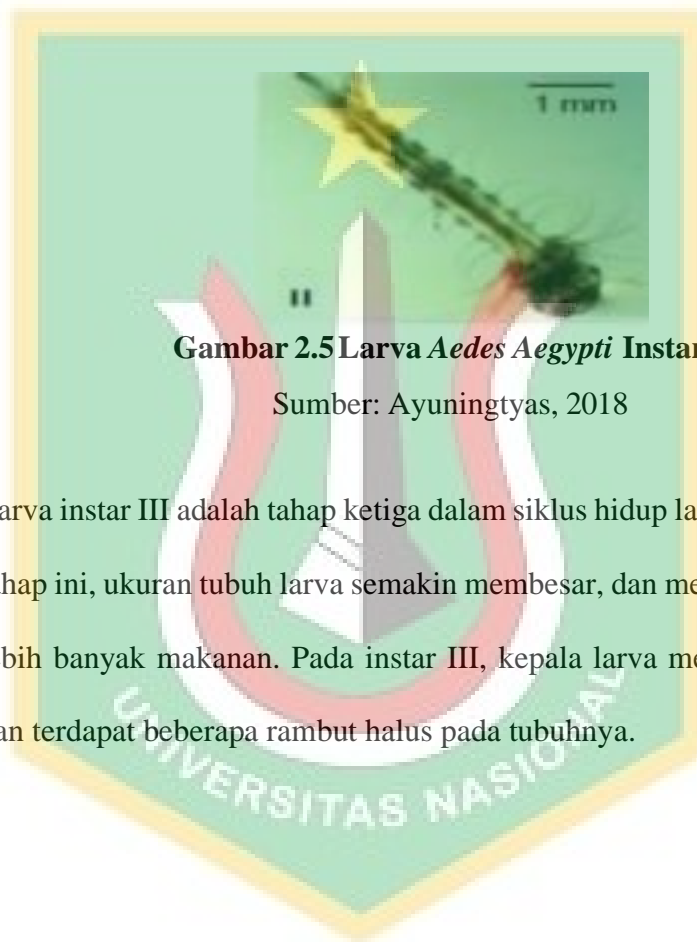 1 mm
II
Gambar 2.5 Larva Aedes Aegypti Instar
Sumber: Ayuningtyas, 2018
arva instar III adalah tahap ketiga dalam siklus hidup la
hap ini, ukuran tubuh larva semakin membesar, dan me
bih banyak makanan. Pada instar III, kepala larva me
an terdapat beberapa rambut halus pada tubuhnya.
UNIVERSITAS NASIONAL